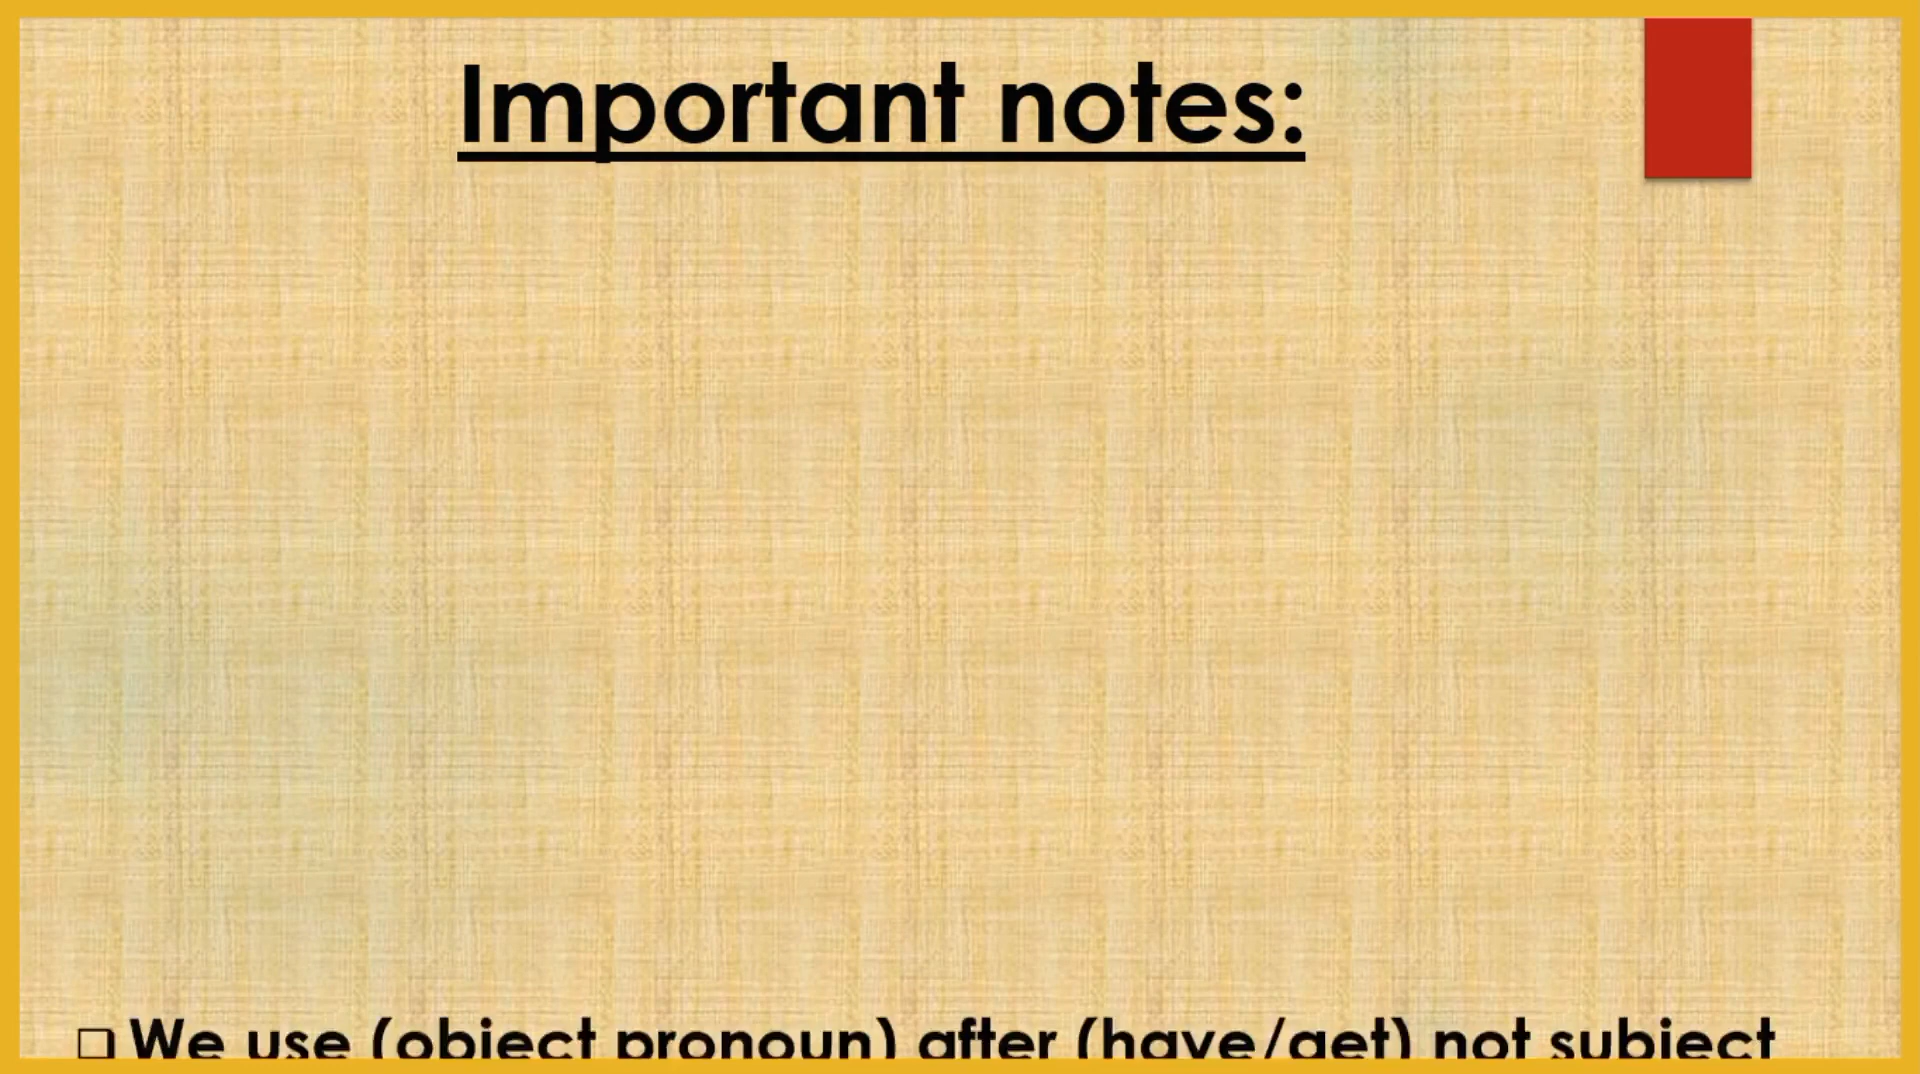 Important notes:
❑ We use (object pronoun) after (have/get) not subject